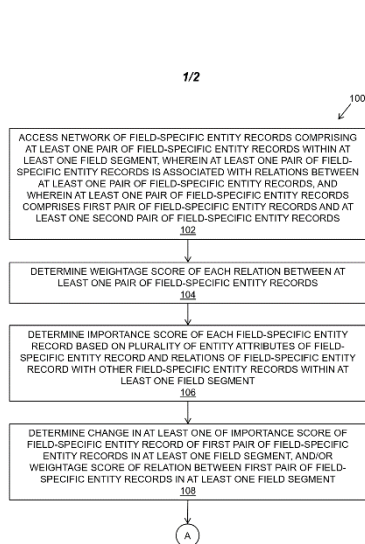 1/2
100
ACCESS NETWORK OF FIELD-SPECIFIC ENTITY RECORDS COMPRISING
AT LEAST ONE PAIR OF FIELD-SPECIFIC ENTITY RECORDS WITHIN AT
LEAST ONE FIELD SEGMENT, WHEREIN AT LEAST ONE PAIR OF FIELD-
SPECIFIC ENTITY RECORDS IS ASSOCIATED WITH RELATIONS BETWEEN
AT LEAST ONE PAIR OF FIELD-SPECIFIC ENTITY RECORDS, AND
WHEREIN AT LEAST ONE PAIR OF FIELD-SPECIFIC ENTITY RECORDS
COMPRISES FIRST PAIR OF FIELD-SPECIFIC ENTITY RECORDS AND AT
LEAST ONE SECOND PAIR OF FIELD-SPECIFIC ENTITY RECORDS
102
DETERMINE WEIGHTAGE SCORE OF EACH RELATION BETWEEN AT
LEAST ONE PAIR OF FIELD-SPECIFIC ENTITY RECORDS
104
DETERMINE IMPORTANCE SCORE OF EACH FIELD-SPECIFIC ENTITY
RECORD BASED ON PLURALITY OF ENTITY ATTRIBUTES OF FIELD-
SPECIFIC ENTITY RECORD AND RELATIONS OF FIELD-SPECIFIC ENTITY
RECORD WITH OTHER FIELD-SPECIFIC ENTITY RECORDS WITHIN AT
LEAST ONE FIELD SEGMENT
106
DETERMINE CHANGE IN AT LEAST ONE OF IMPORTANCE SCORE OF
FIELD-SPECIFIC ENTITY RECORD OF FIRST PAIR OF FIELD-SPECIFIC
ENTITY RECORDS IN AT LEAST ONE FIELD SEGMENT, AND/OR
WEIGHTAGE SCORE OF RELATION BETWEEN FIRST PAIR OF FIELD-
SPECIFIC ENTITY RECORDS IN AT LEAST ONE FIELD SEGMENT
108
A